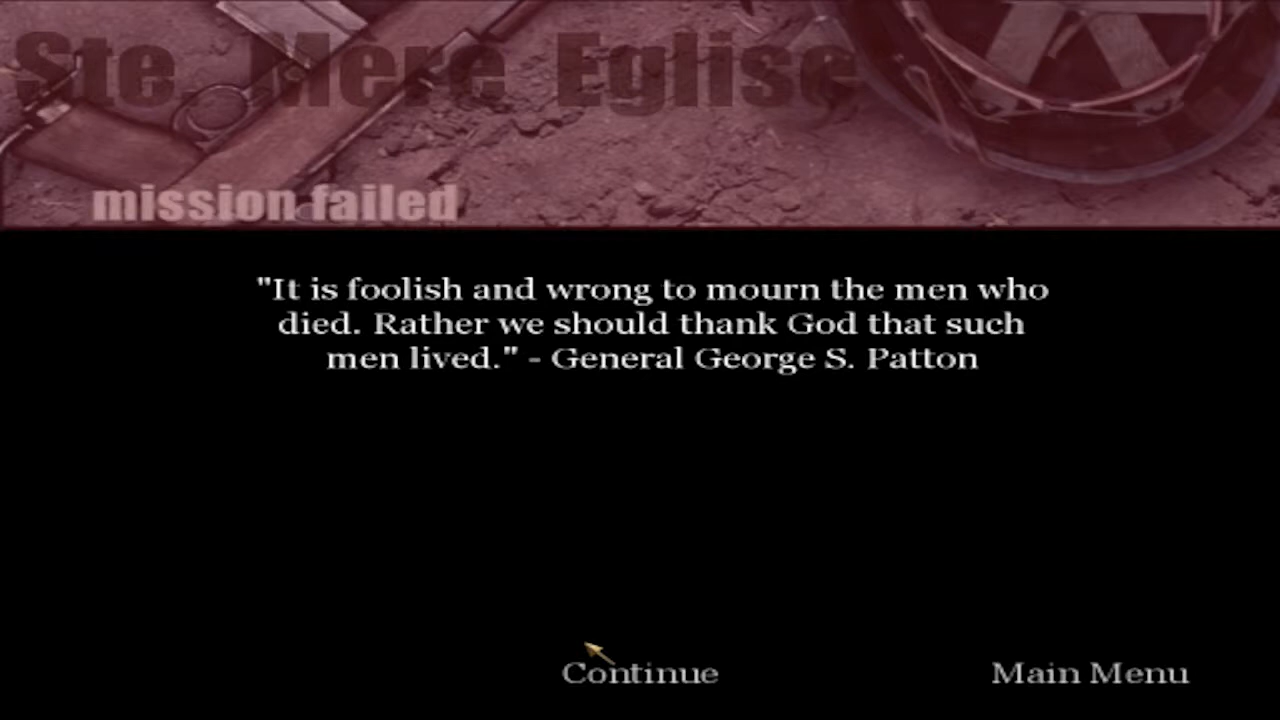 Ste. Mere Eglise
mission failed
"It is foolish and wrong to mourn the men who
died. Rather we should thank God that such
men lived." - General George S. Patton
Continue
Main Menu